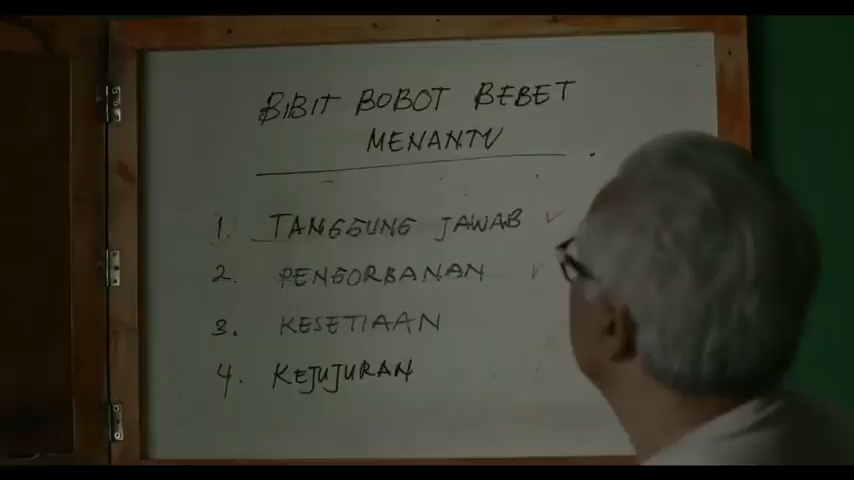 BIBIT BOBOT BEBET
MENANTU
1. TANGGUNG JAWAB ✓
2. PENGORBANAN ✓
3. KESETIAAN
4. KEJUJURAN